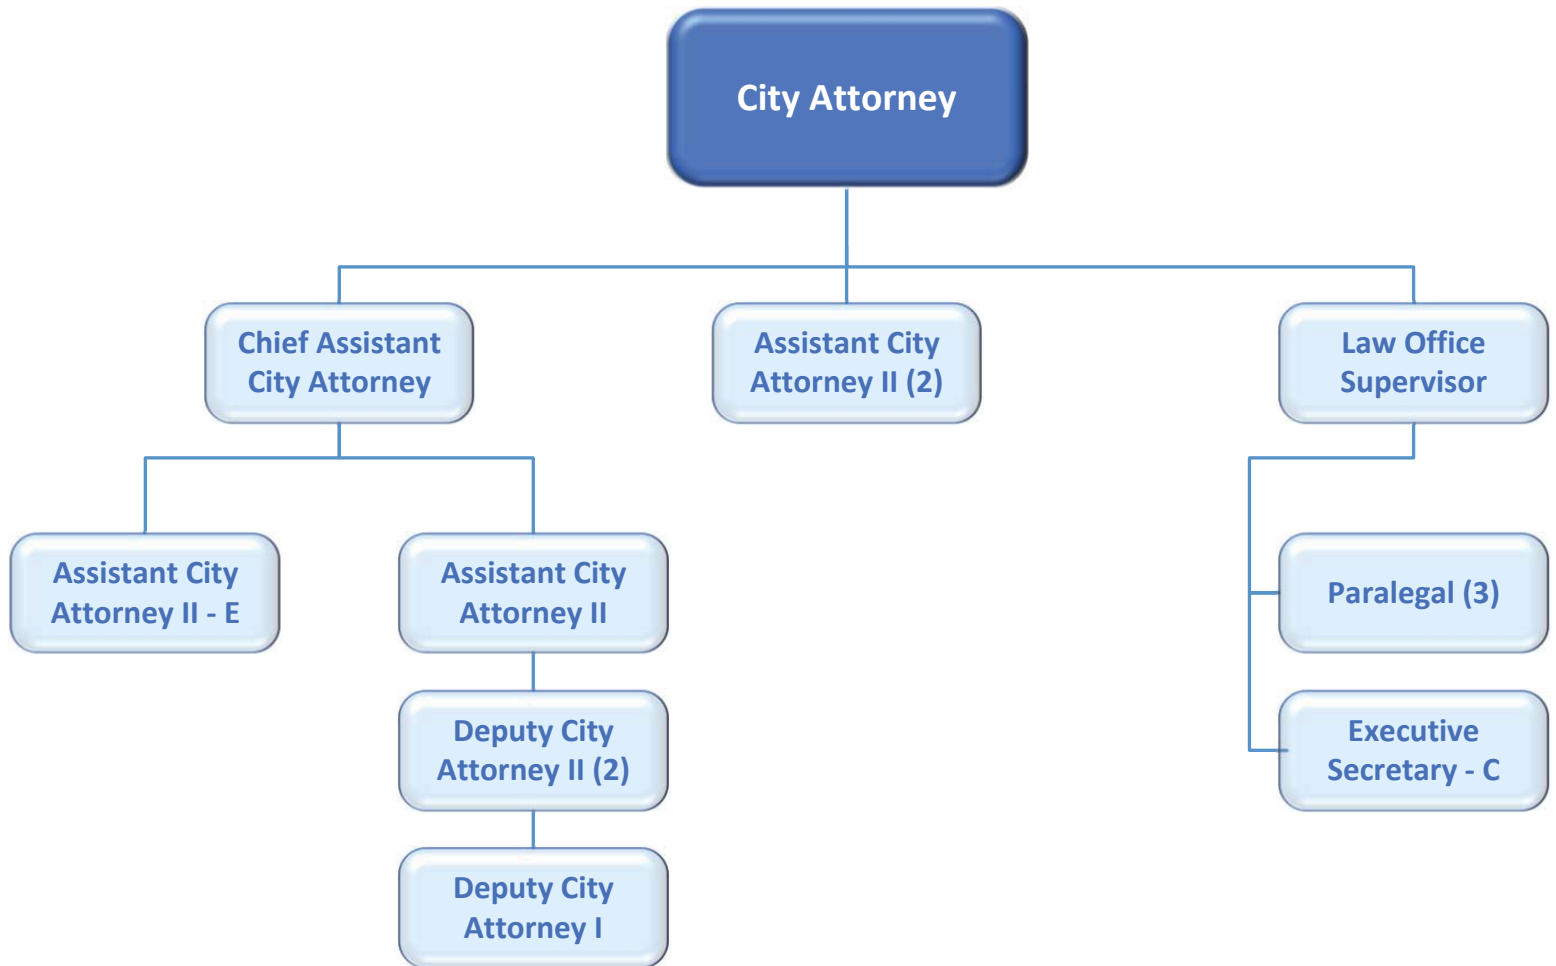 City Attorney
Chief Assistant
City Attorney
Assistant City
Attorney II (2)
Law Office
Supervisor
Assistant City
Attorney II - E
Assistant City
Attorney II
Paralegal (3)
Deputy City
Attorney II (2)
Executive
Secretary - C
Deputy City
Attorney I